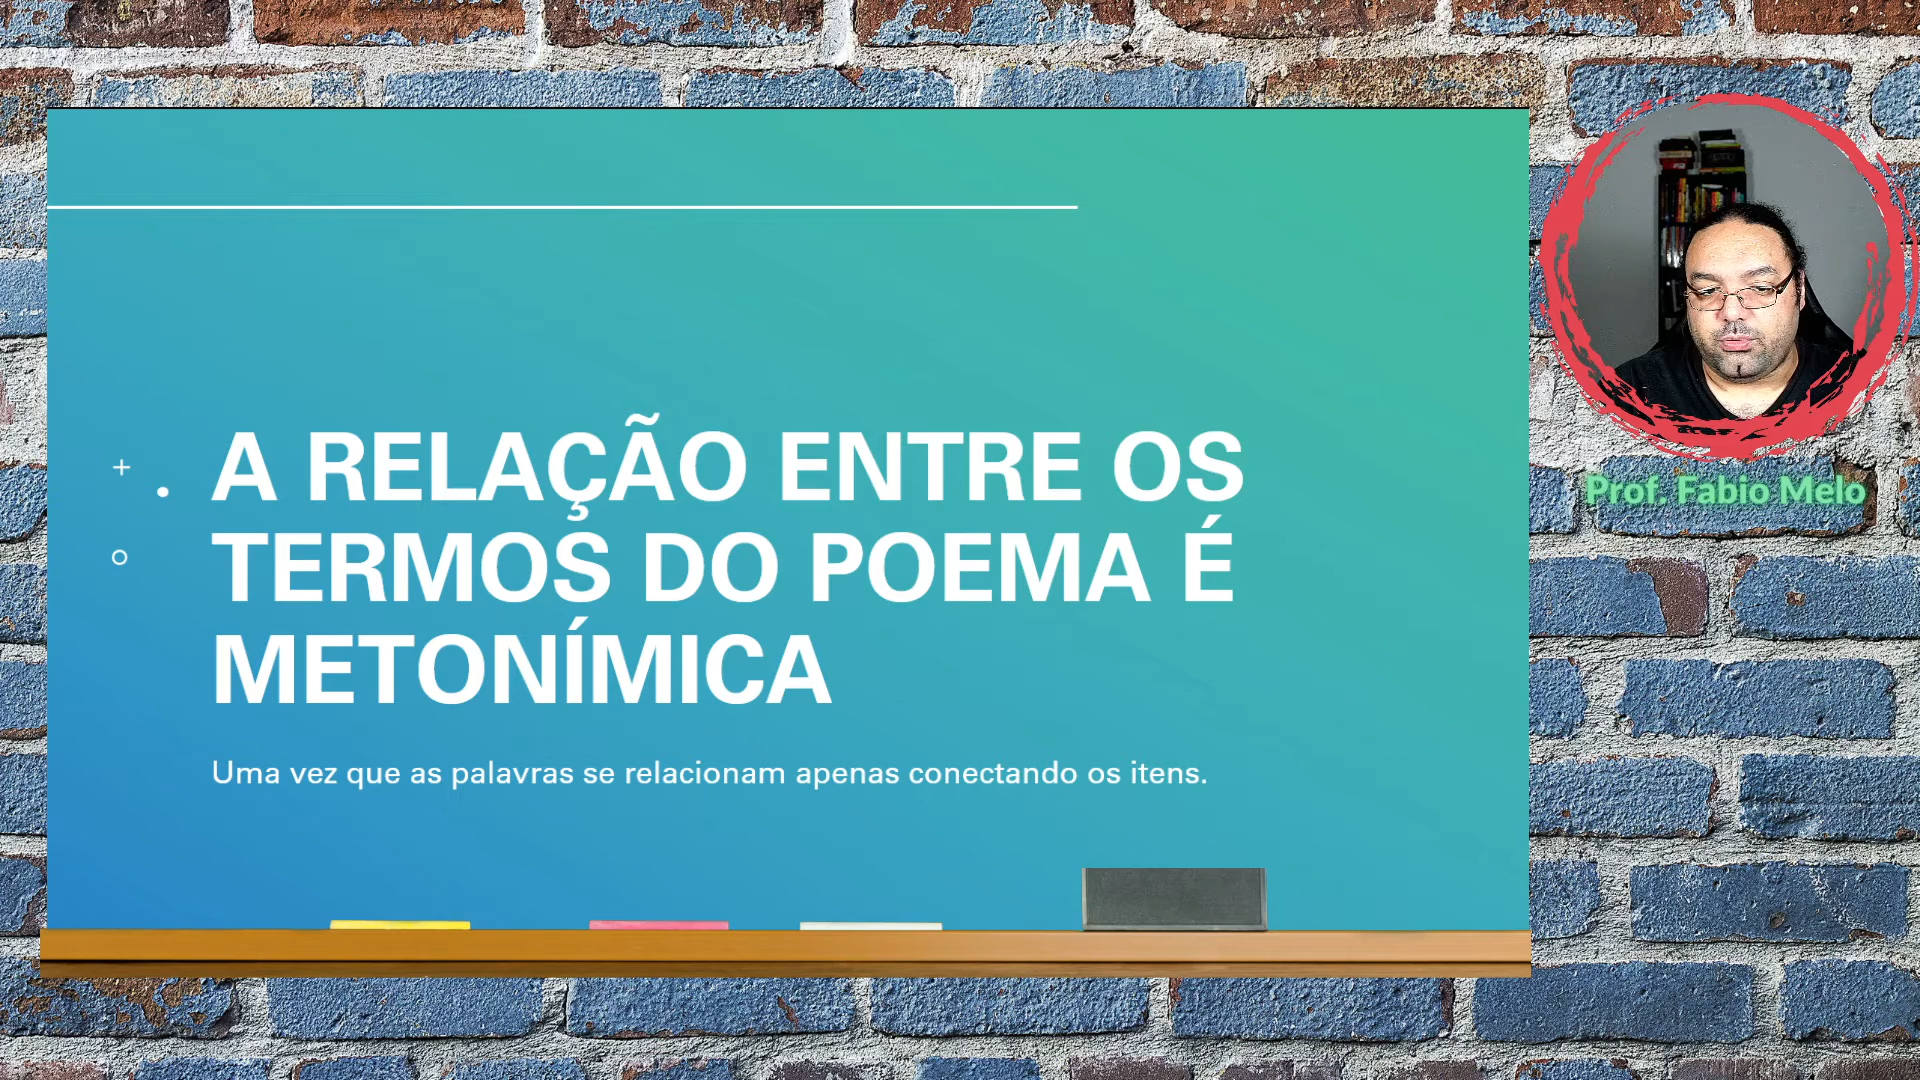 A RELAÇÃO ENTRE OS
TERMOS DO POEMA É
METONÍMICA
Uma vez que as palavras se relacionam apenas conectando os itens.
Prof. Fabio Melo